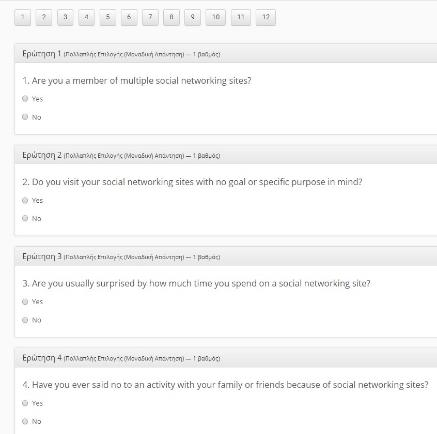 1 2 3 4 5 6 7 8 9 10 11 12
Ερώτηση 1 (Πολλαπλής Επιλογής (Μοναδική Απάντηση) — 1 βαθμός)
1. Are you a member of multiple social networking sites?
Yes
No
Ερώτηση 2 (Πολλαπλής Επιλογής (Μοναδική Απάντηση) — 1 βαθμός)
2. Do you visit your social networking sites with no goal or specific purpose in mind?
Yes
No
Ερώτηση 3 (Πολλαπλής Επιλογής (Μοναδική Απάντηση) — 1 βαθμός)
3. Are you usually surprised by how much time you spend on a social networking site?
Yes
No
Ερώτηση 4 (Πολλαπλής Επιλογής (Μοναδική Απάντηση) — 1 βαθμός)
4. Have you ever said no to an activity with your family or friends because of social networking sites?
Yes
No